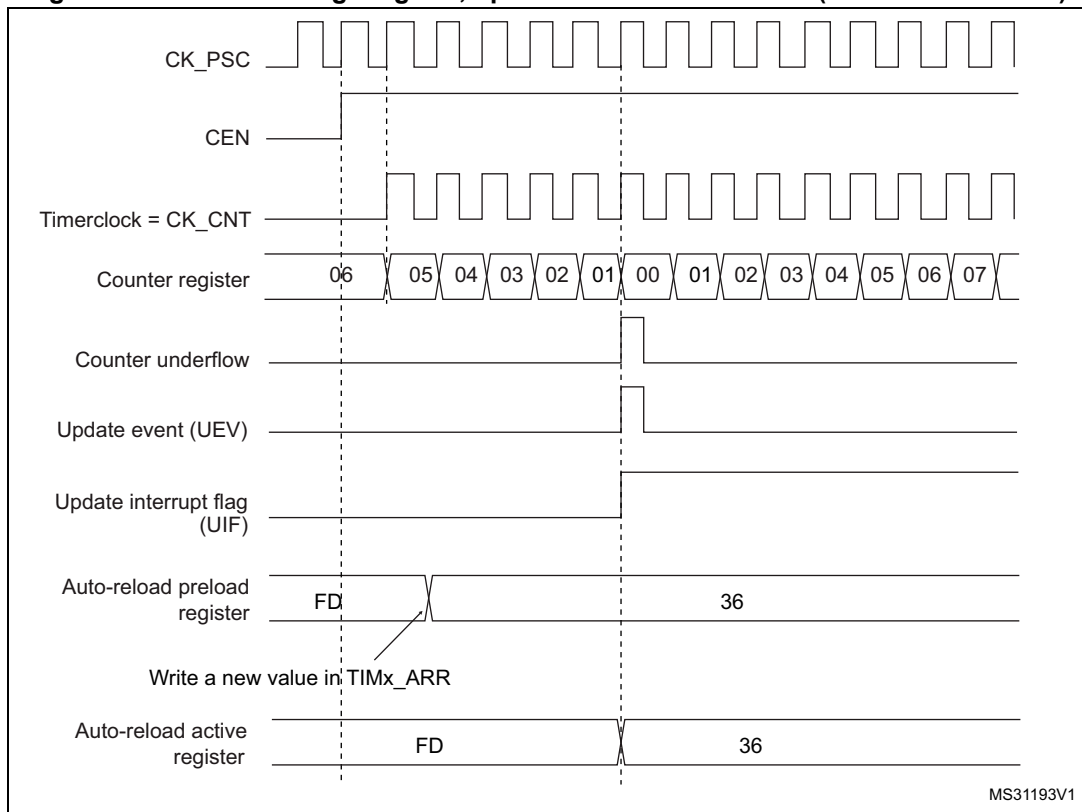 CK_PSC
CEN
Timerclock = CK_CNT
Counter register 06 05 04 03 02 01 00 01 02 03 04 05 06 07
Counter underflow
Update event (UEV)
Update interrupt flag
(UIF)
Auto-reload preload
register
FD 36
Write a new value in TIMx_ARR
Auto-reload active
register
FD 36
MS31193V1